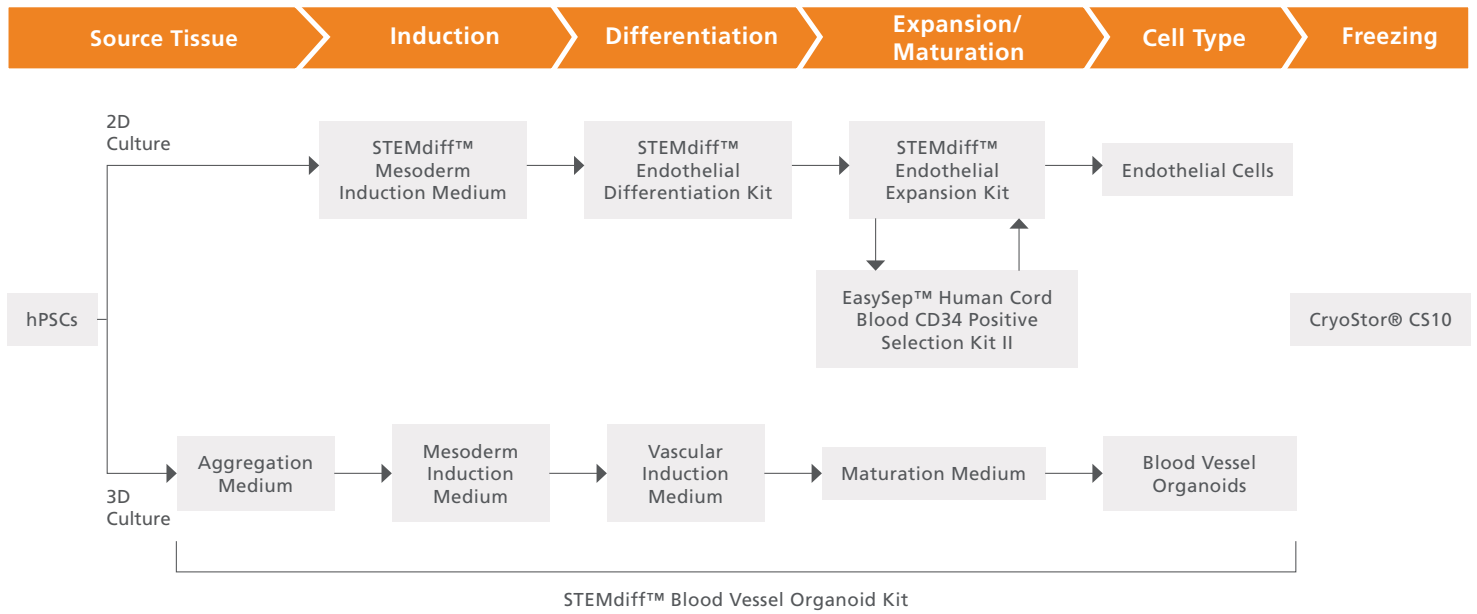 Source Tissue
Induction
Differentiation
Expansion/
Maturation
Cell Type
Freezing
2D
Culture
STEMdiff™
Mesoderm
Induction Medium
STEMdiff™
Endothelial
Differentiation Kit
STEMdiff™
Endothelial
Expansion Kit
Endothelial Cells
EasySep™ Human Cord
Blood CD34 Positive
Selection Kit II
hPSCs
CryoStor® CS10
Aggregation
Medium
Mesoderm
Induction
Medium
Vascular
Induction
Medium
Maturation Medium
Blood Vessel
Organoids
3D
Culture
STEMdiff™ Blood Vessel Organoid Kit